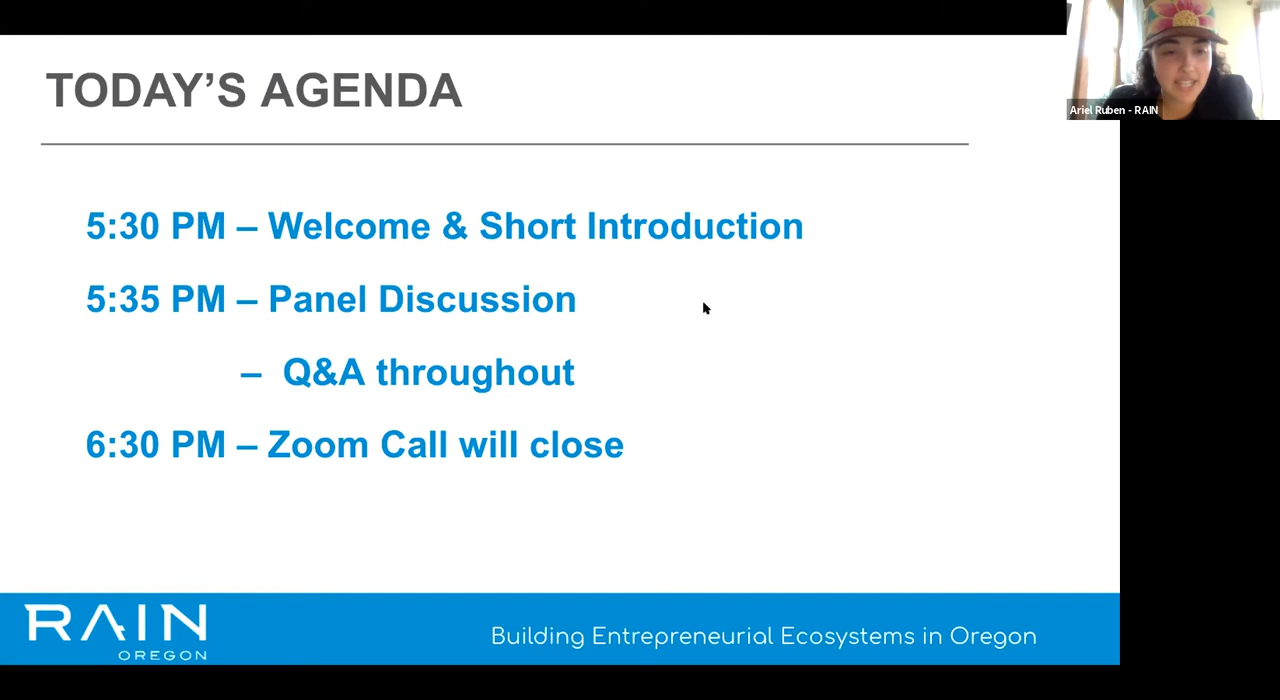 TODAY'S AGENDA
Ariel Ruben - RAIN
5:30 PM – Welcome & Short Introduction
5:35 PM – Panel Discussion
– Q&A throughout
6:30 PM – Zoom Call will close
RAIN
OREGON
Building Entrepreneurial Ecosystems in Oregon